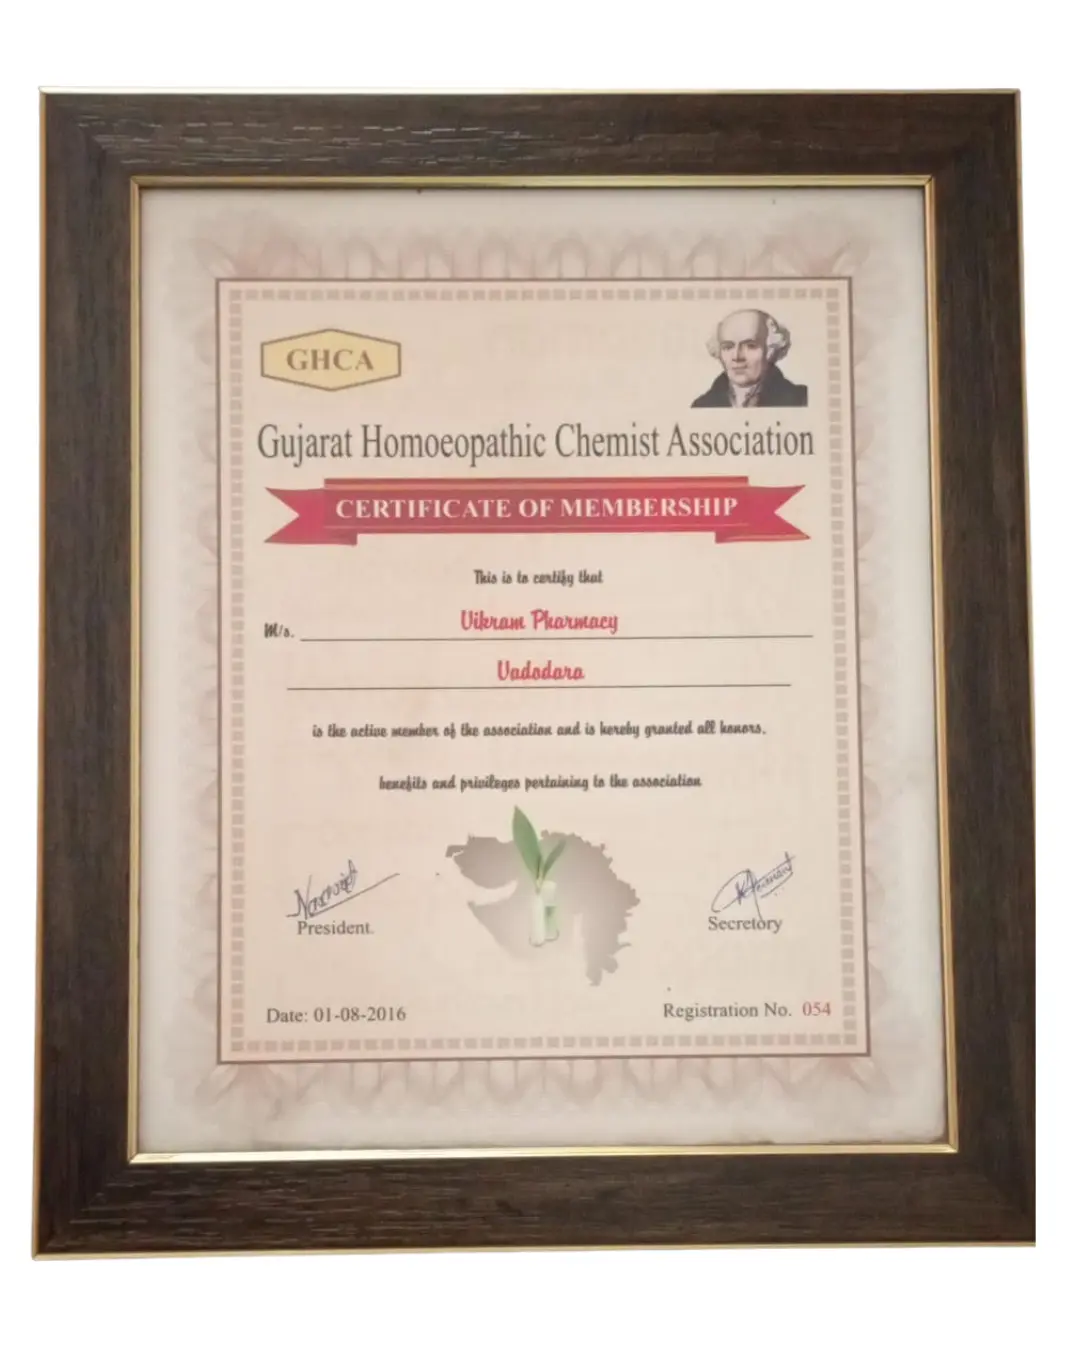 GHCA
Gujarat Homoeopathic Chemist Association
CERTIFICATE OF MEMBERSHIP
This is to certify that
M/s. Vikram Pharmacy
Vadodara
is the active member of the association and is hereby granted all honors,
benefits and privileges pertaining to the association
President.
Secretory
Date: 01-08-2016
Registration No. 054